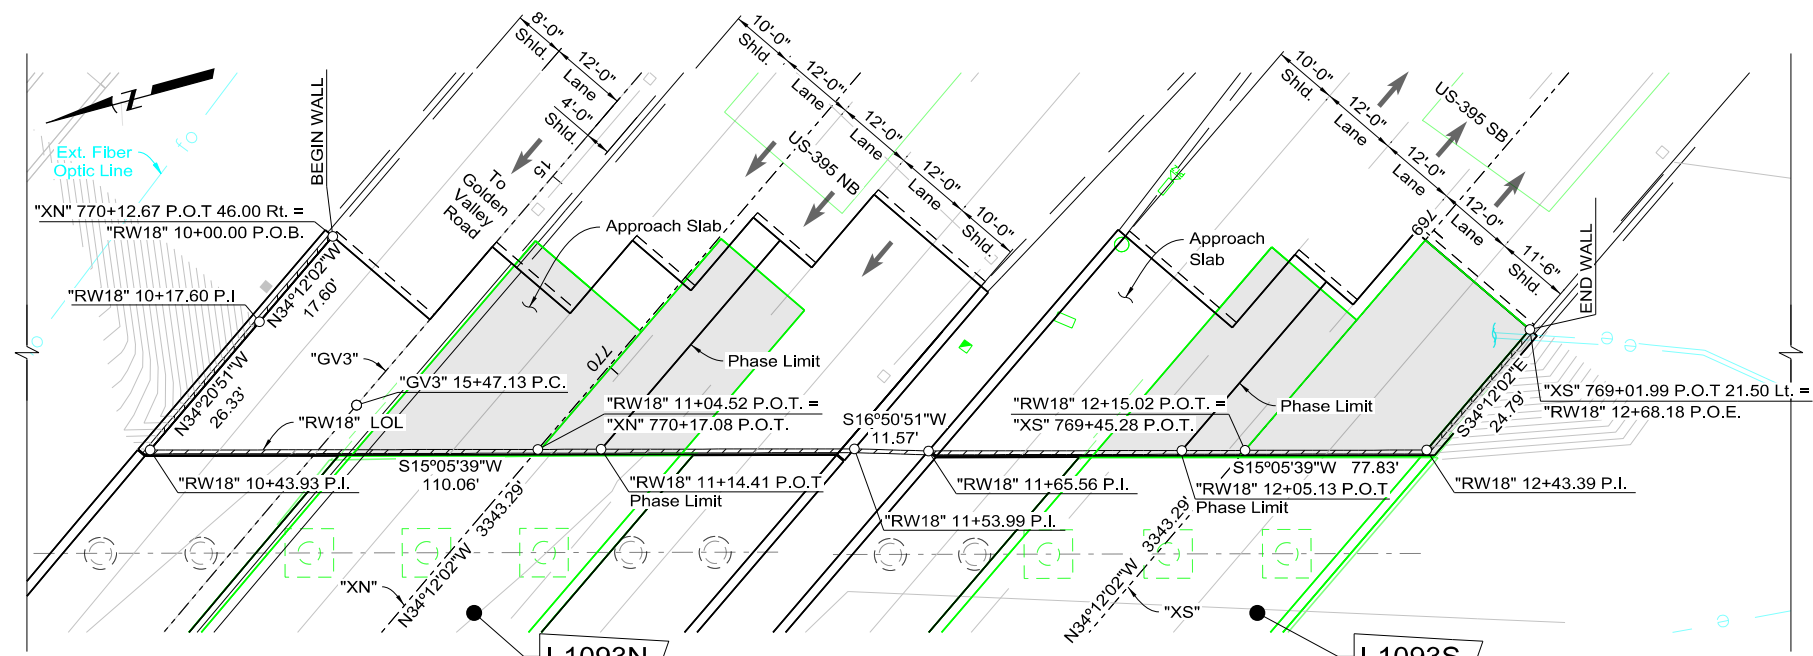 8'-0"
Shld.
12'-0"
Lane
4'-0"
Shld.
10'-0"
Shld.
12'-0"
Lane
12'-0"
Lane
12'-0"
Lane
10'-0"
Shld.
10'-0"
Shld.
12'-0"
Lane
12'-0"
Lane
12'-0"
Lane
11'-6"
Shld.
N
fo
Ext. Fiber
Optic Line
BEGIN WALL
15
To
Golden
Valley
Road
US-395 NB
US-395 SB
769
END WALL
"XN" 770+12.67 P.O.T 46.00 Rt. =
"RW18" 10+00.00 P.O.B.
"RW18" 10+17.60 P.I
N34°12'02"W
17.60'
Approach Slab
Approach
Slab
N34°20'51"W
26.33'
"GV3"
"GV3" 15+47.13 P.C.
"RW18" LOL
770
Phase Limit
"RW18" 11+04.52 P.O.T. =
"XN" 770+17.08 P.O.T.
S16°50'51"W
11.57'
"RW18" 12+15.02 P.O.T. =
"XS" 769+45.28 P.O.T.
Phase Limit
S34°12'02"E
24.79'
"XS" 769+01.99 P.O.T 21.50 Lt. =
"RW18" 12+68.18 P.O.E.
"RW18" 10+43.93 P.I.
S15°05'39"W
110.06'
"RW18" 11+14.41 P.O.T
Phase Limit
"RW18" 11+53.99 P.I.
"RW18" 11+65.56 P.I.
S15°05'39"W 77.83'
"RW18" 12+05.13 P.O.T
Phase Limit
"RW18" 12+43.39 P.I.
"XN"
N34°12'02"W 3343.29'
N34°12'02"W 3343.29'
"XS"
I-1093N
I-1093S